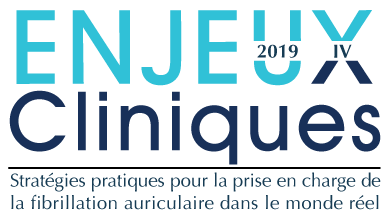 ENJEUX
2019 IV
Cliniques
Stratégies pratiques pour la prise en charge de
la fibrillation auriculaire dans le monde réel